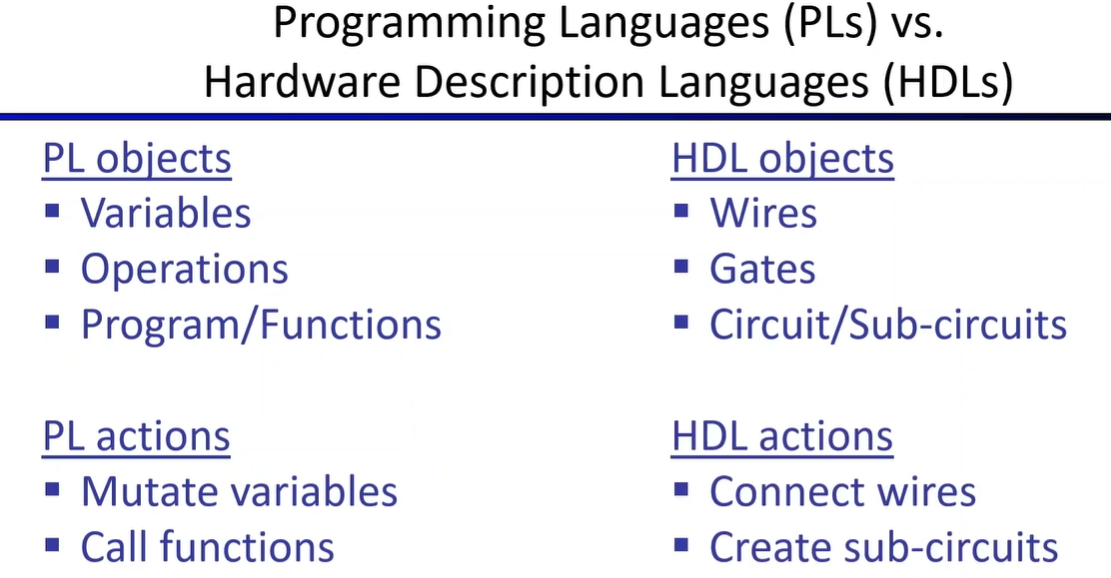 Programming Languages (PLs) vs.
Hardware Description Languages (HDLs)
PL objects
▪ Variables
▪ Operations
▪ Program/Functions
PL actions
▪ Mutate variables
▪ Call functions
HDL objects
▪ Wires
▪ Gates
▪ Circuit/Sub-circuits
HDL actions
▪ Connect wires
▪ Create sub-circuits